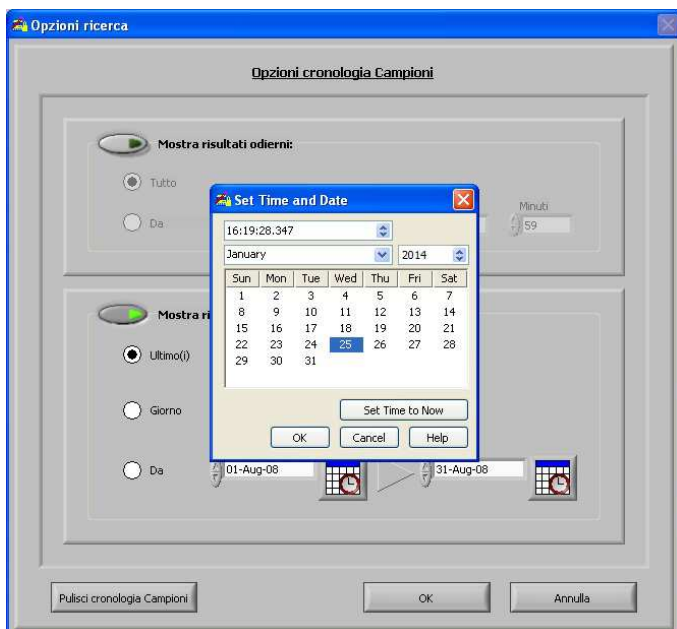 Opzioni ricerca
Opzioni cronologia Campioni
Mostra risultati odierni:
Tutto
Da
Minuti
59
Set Time and Date
16:19:28.347
January 2014
Sun Mon Tue Wed Thu Fri Sat
1 2 3 4 5 6 7
8 9 10 11 12 13 14
15 16 17 18 19 20 21
22 23 24 25 26 27 28
29 30 31
Set Time to Now
OK Cancel Help
Mostra ri
Ultimo(i)
Giorno
Da 01-Aug-08 31-Aug-08
Pulisci cronologia Campioni OK Annulla